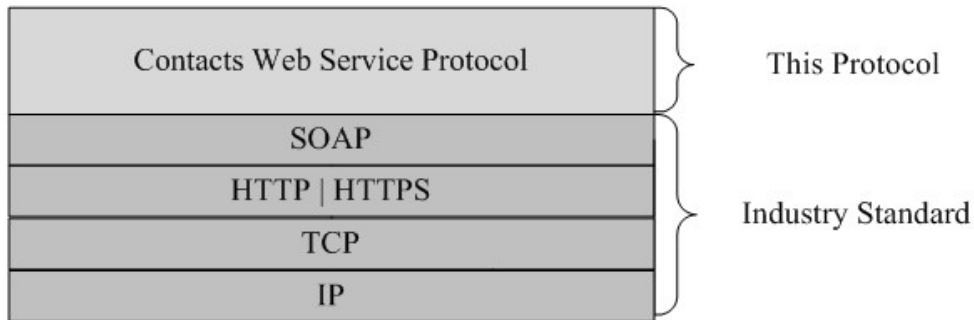 Contacts Web Service Protocol
This Protocol
SOAP
HTTP | HTTPS
Industry Standard
TCP
IP